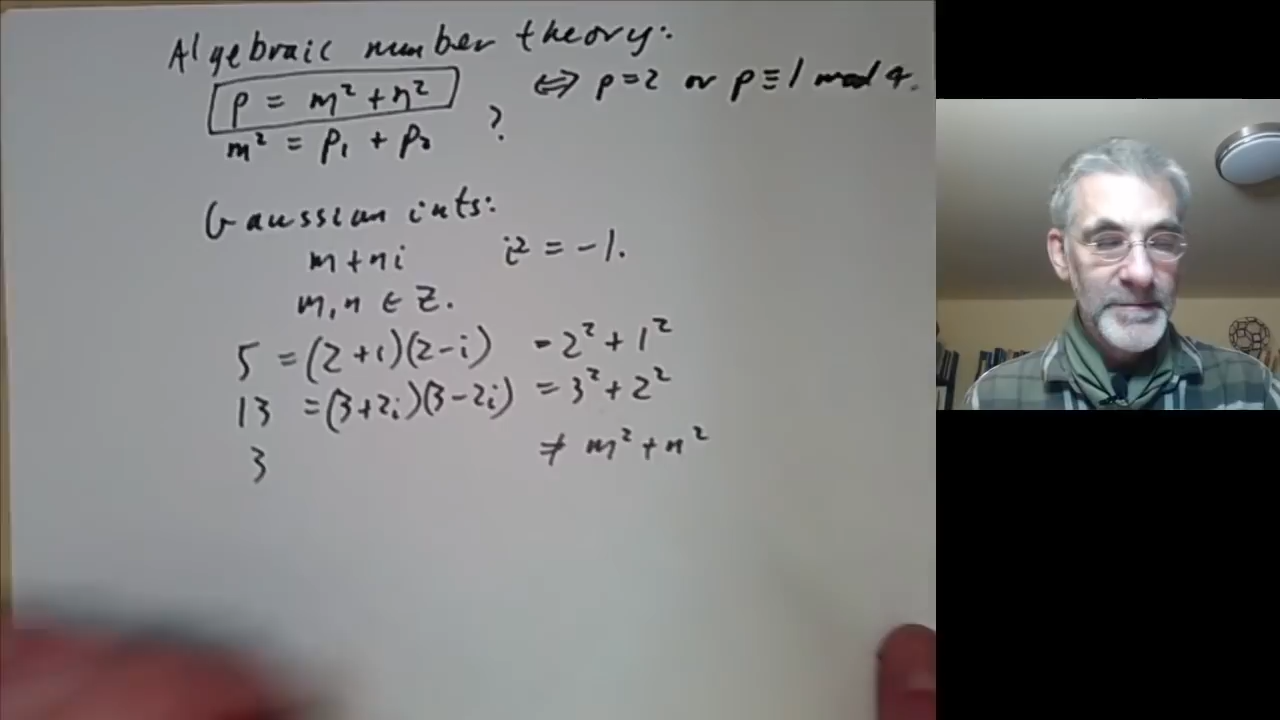 Algebraic number theory:
p = m² + n² ⟺ p = 2 or p ≡ 1 mod 4.
m² = p₁ + p₂ ?
Gaussian ints:
m + ni i² = -1.
m, n ∈ Z.
5 = (2 + i)(2 - i) = 2² + 1²
13 = (3 + 2i)(3 - 2i) = 3² + 2²
3 ≠ m² + n²